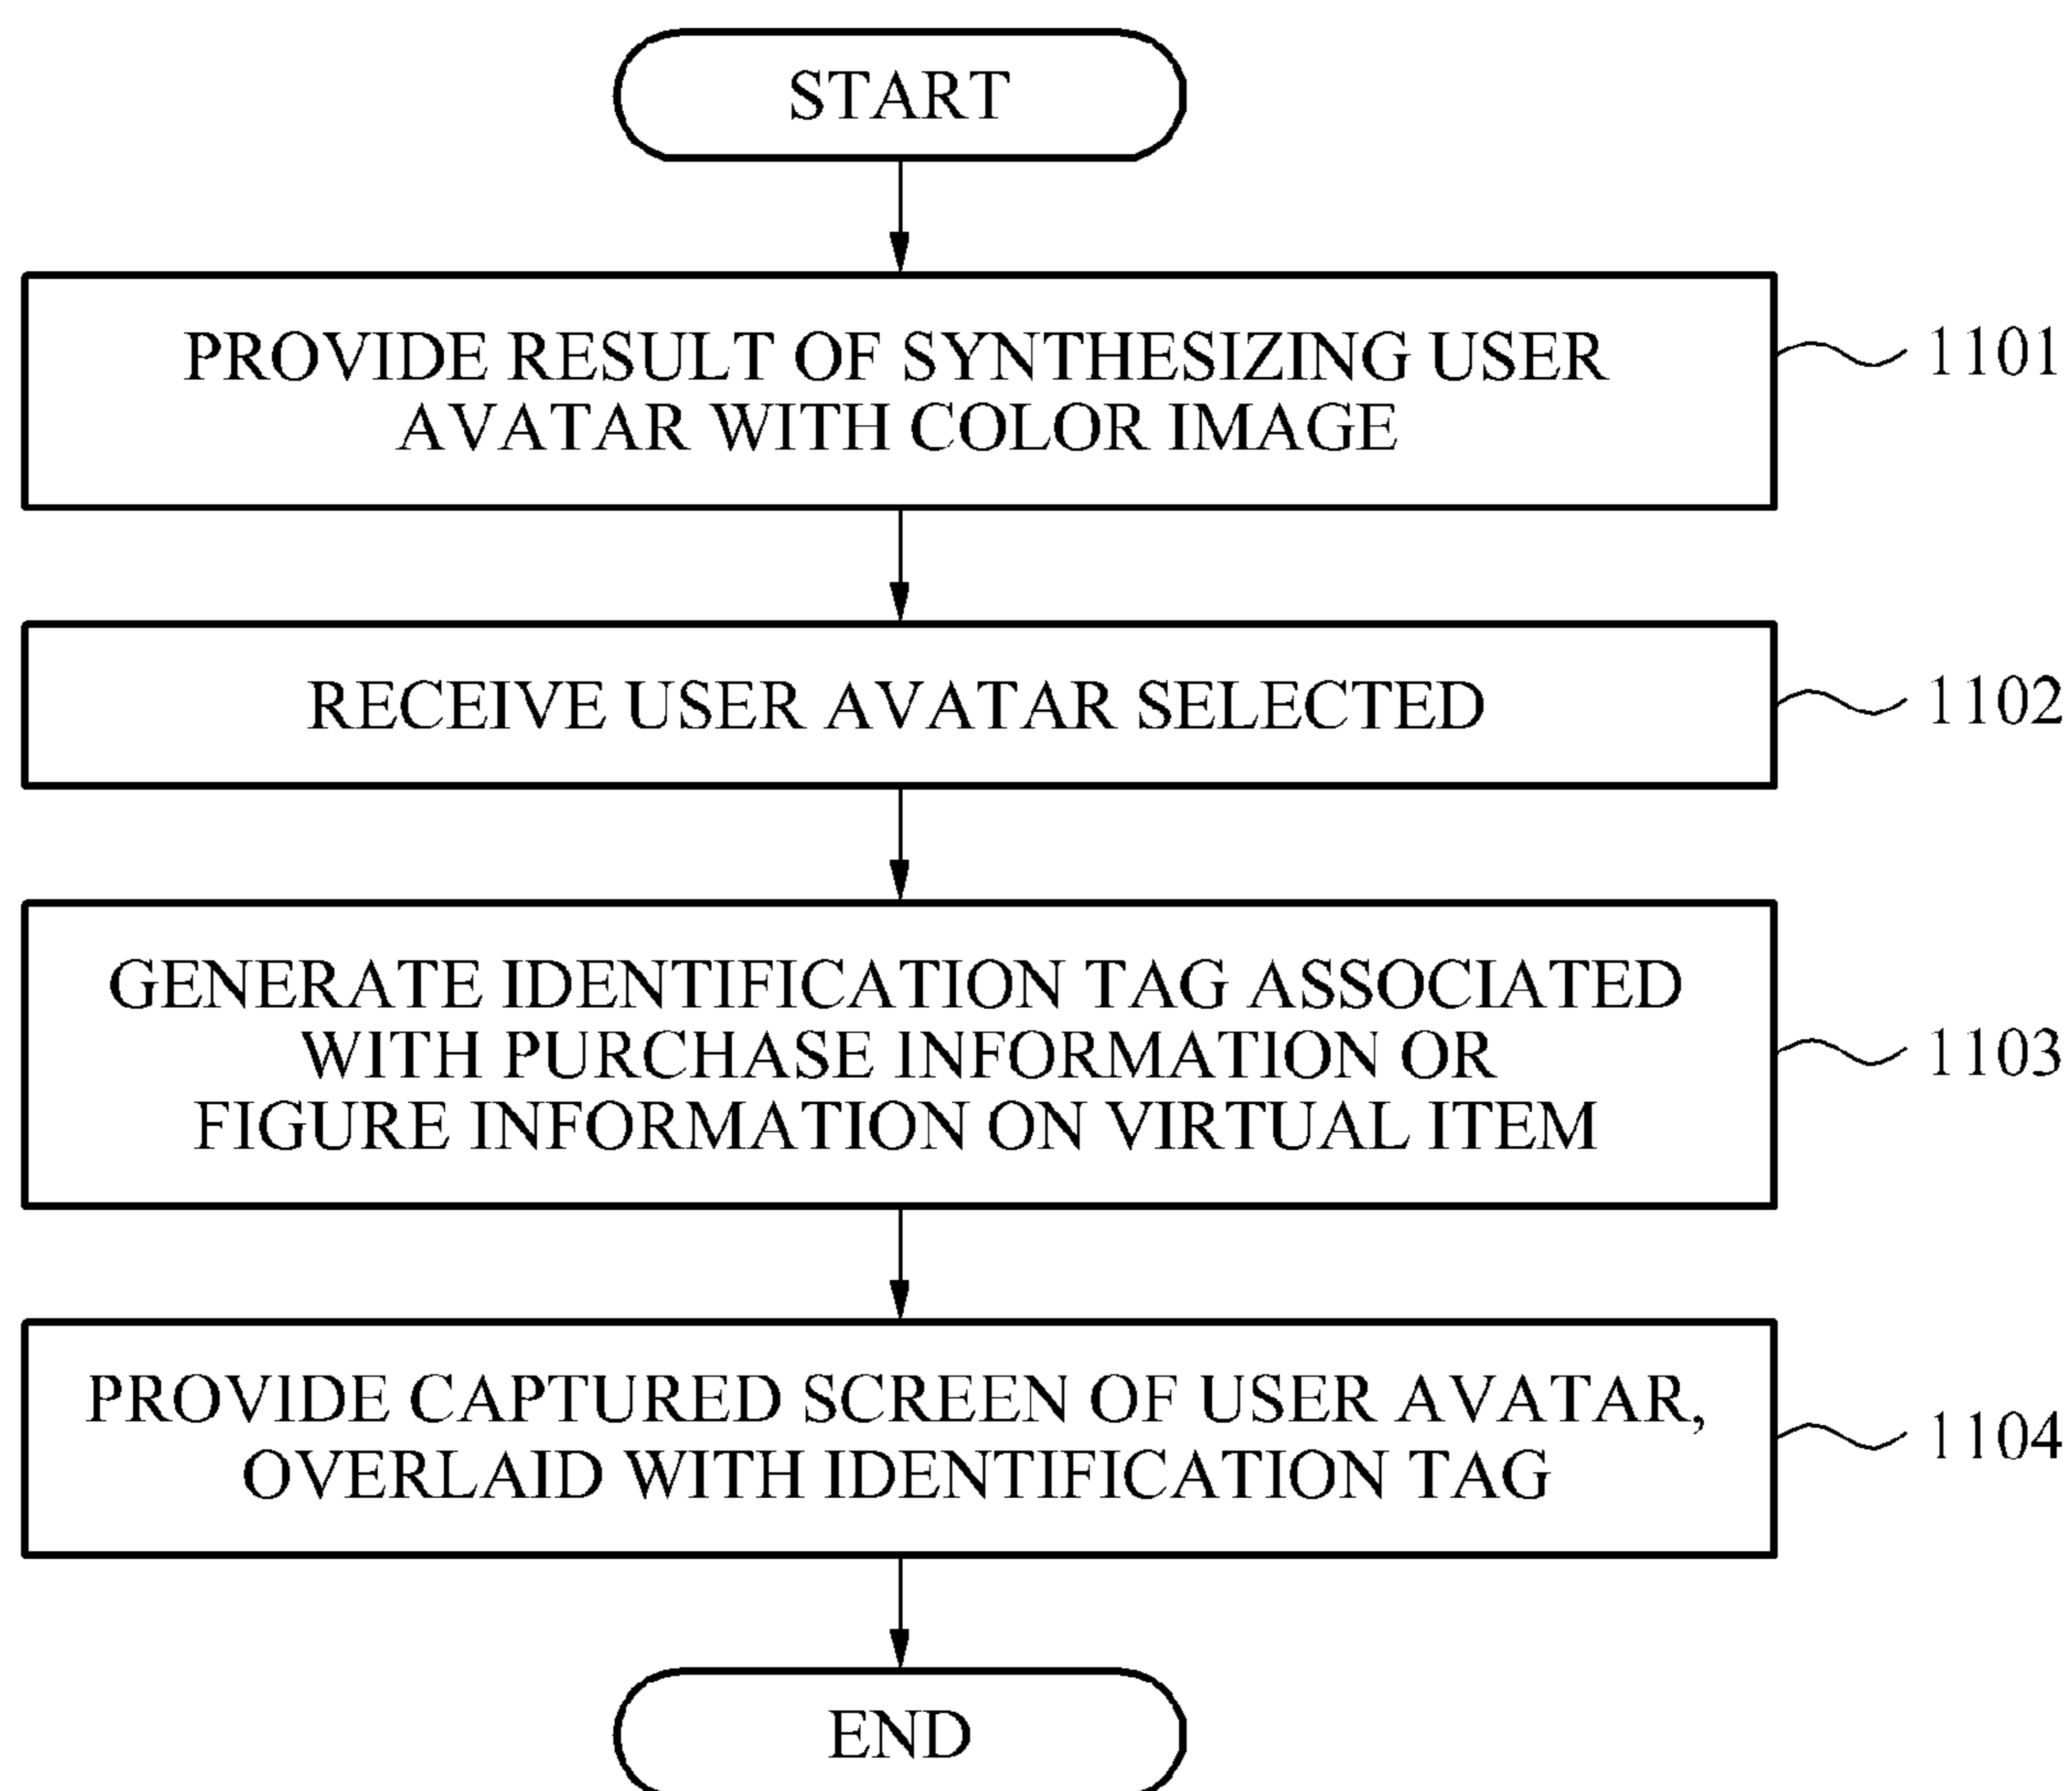 START
PROVIDE RESULT OF SYNTHESIZING USER
AVATAR WITH COLOR IMAGE
1101
RECEIVE USER AVATAR SELECTED
1102
GENERATE IDENTIFICATION TAG ASSOCIATED
WITH PURCHASE INFORMATION OR
FIGURE INFORMATION ON VIRTUAL ITEM
1103
PROVIDE CAPTURED SCREEN OF USER AVATAR,
OVERLAID WITH IDENTIFICATION TAG
1104
END